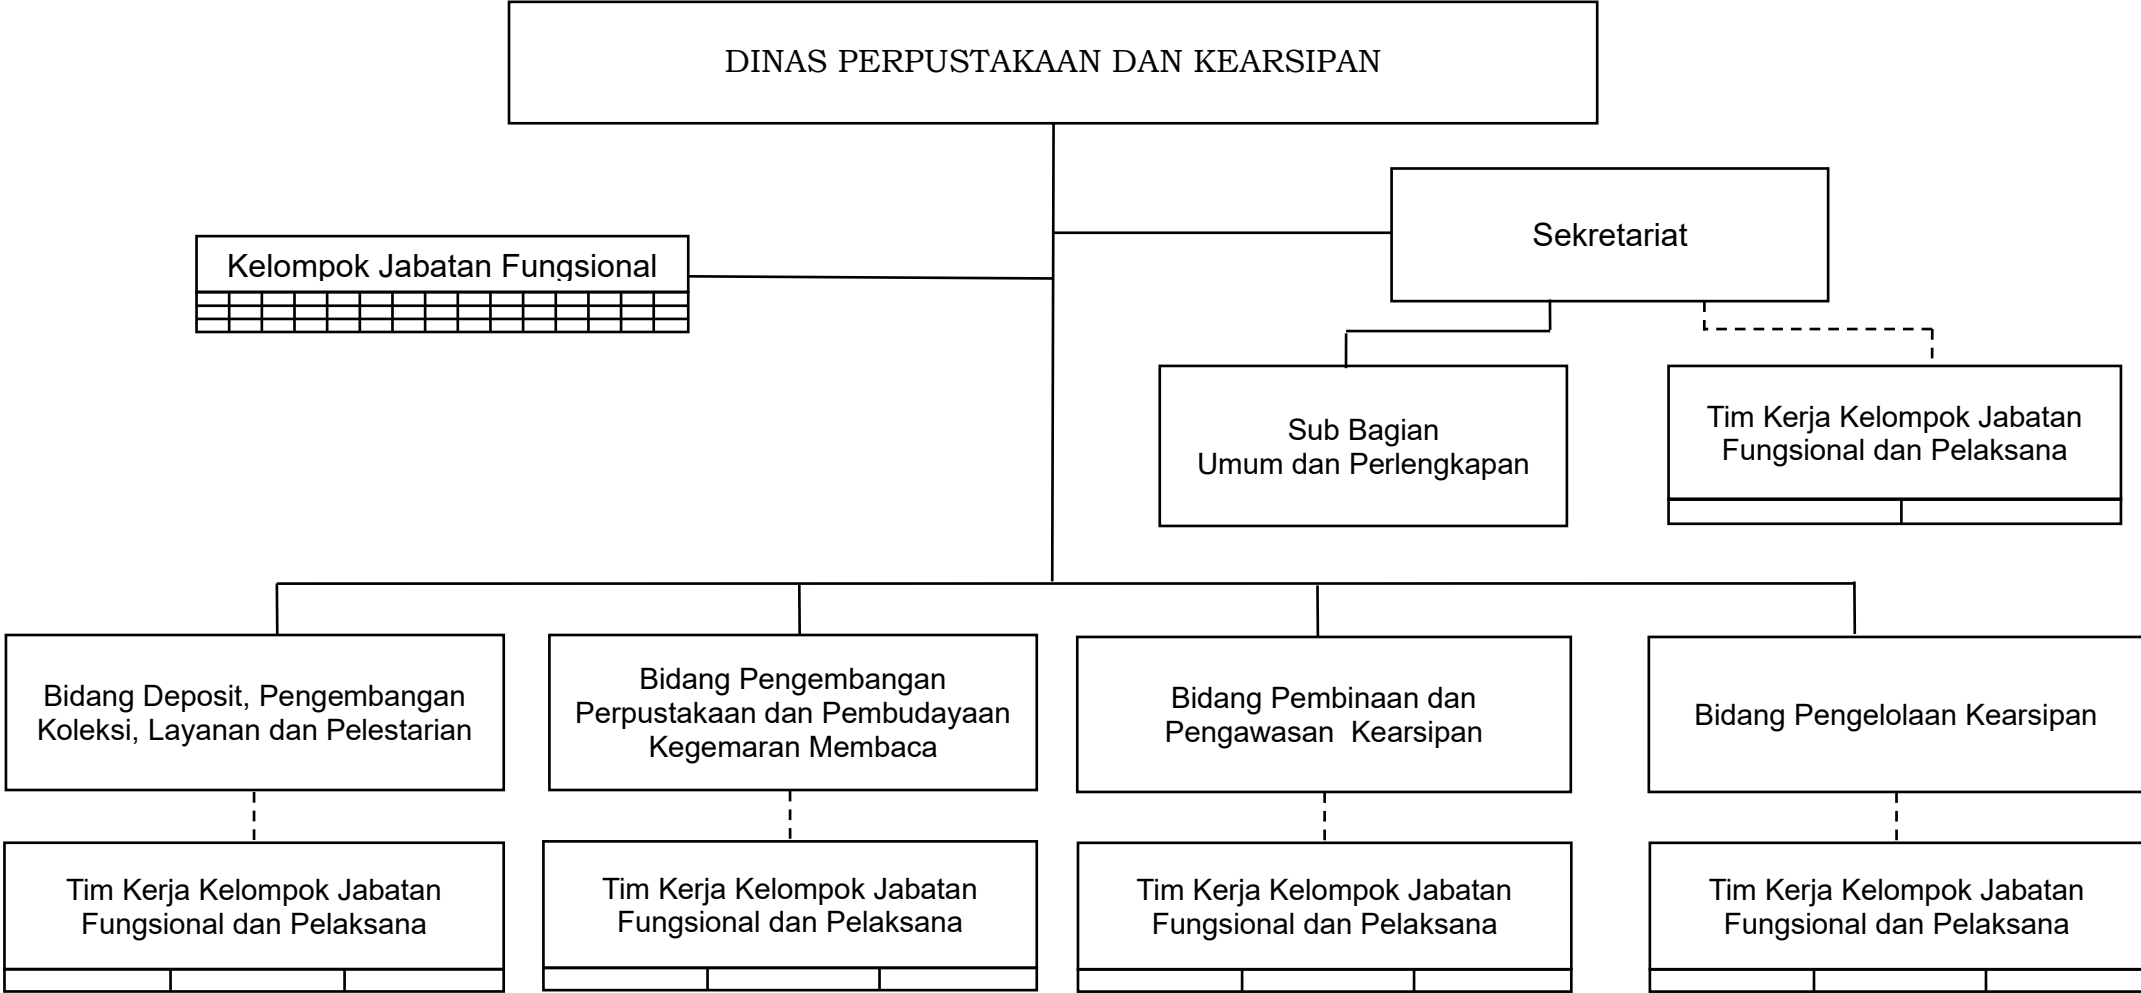 DINAS PERPUSTAKAAN DAN KEARSIPAN
Sekretariat
Kelompok Jabatan Fungsional
Sub Bagian
Umum dan Perlengkapan
Tim Kerja Kelompok Jabatan
Fungsional dan Pelaksana
Bidang Deposit, Pengembangan
Koleksi, Layanan dan Pelestarian
Bidang Pengembangan
Perpustakaan dan Pembudayaan
Kegemaran Membaca
Bidang Pembinaan dan
Pengawasan  Kearsipan
Bidang Pengelolaan Kearsipan
Tim Kerja Kelompok Jabatan
Fungsional dan Pelaksana
Tim Kerja Kelompok Jabatan
Fungsional dan Pelaksana
Tim Kerja Kelompok Jabatan
Fungsional dan Pelaksana
Tim Kerja Kelompok Jabatan
Fungsional dan Pelaksana